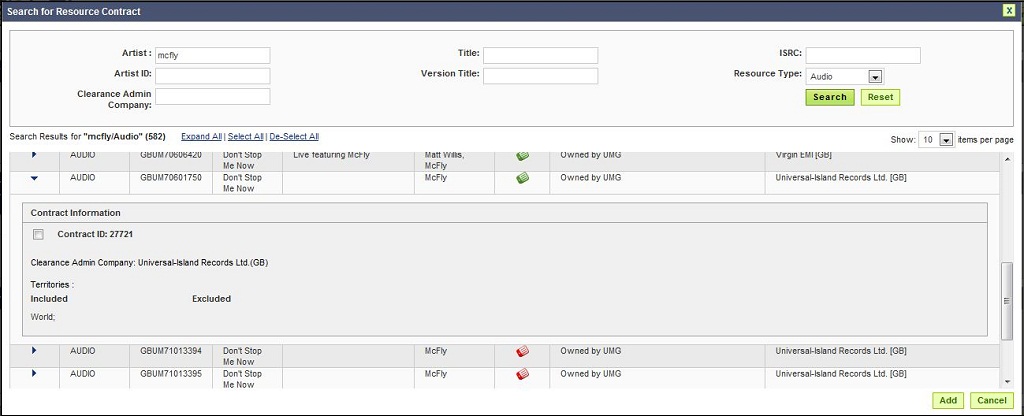 Search for Resource Contract X
Artist : mcfly Title: ISRC:
Artist ID: Version Title: Resource Type: Audio
Clearance Admin Company: Search Reset
Search Results for "mcfly/Audio" (582) Expand All | Select All | De-Select All Show: 10 items per page
AUDIO GBUM70606420 Don't Stop Live featuring McFly Matt Willis, Owned by UMG Virgin EMI [GB]
Me Now McFly
AUDIO GBUM70601750 Don't Stop McFly Owned by UMG Universal-Island Records Ltd. [GB]
Me Now
Contract Information
Contract ID: 27721
Clearance Admin Company: Universal-Island Records Ltd.(GB)
Territories :
Included Excluded
World;
AUDIO GBUM71013394 Don't Stop McFly Owned by UMG Universal-Island Records Ltd. [GB]
Me Now
AUDIO GBUM71013395 Don't Stop McFly Owned by UMG Universal-Island Records Ltd. [GB]
Me Now
Add Cancel